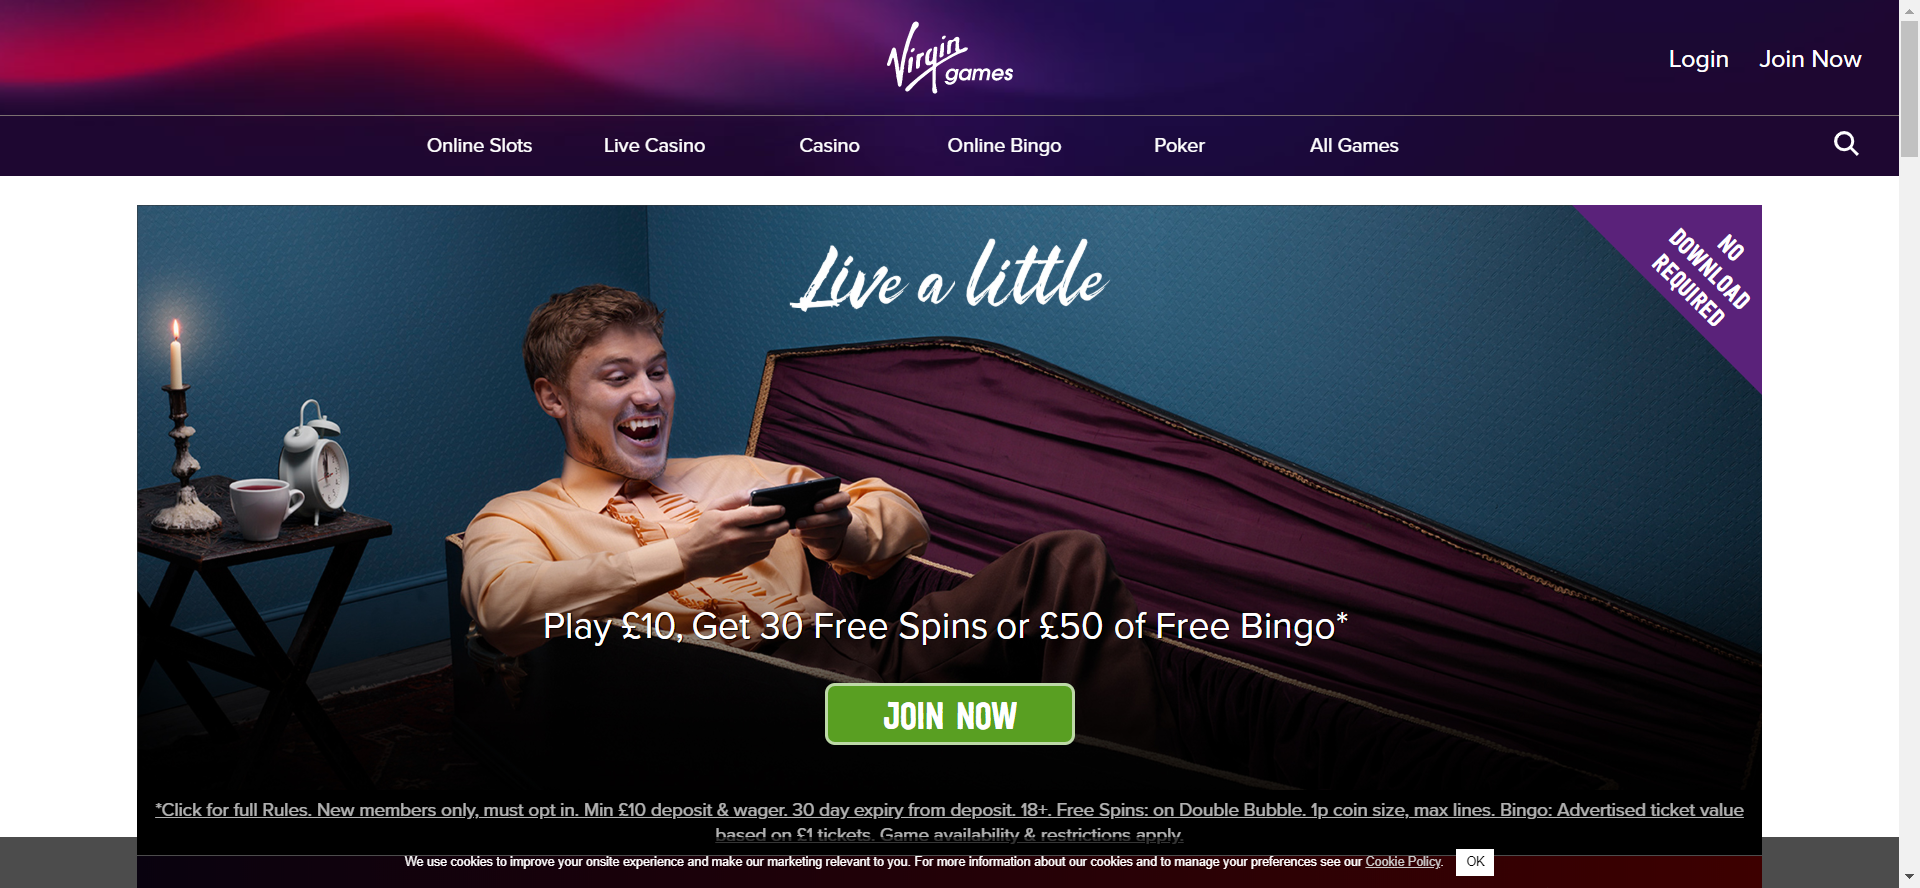 Virgin games
Login Join Now
Online Slots Live Casino Casino Online Bingo Poker All Games
Live a little
NO
DOWNLOAD
REQUIRED
Play £10, Get 30 Free Spins or £50 of Free Bingo*
JOIN NOW
*Click for full Rules. New members only, must opt in. Min £10 deposit & wager. 30 day expiry from deposit. 18+. Free Spins: on Double Bubble. 1p coin size, max lines. Bingo: Advertised ticket value
based on £1 tickets. Game availability & restrictions apply.
We use cookies to improve your onsite experience and make our marketing relevant to you. For more information about our cookies and to manage your preferences see our Cookie Policy. OK